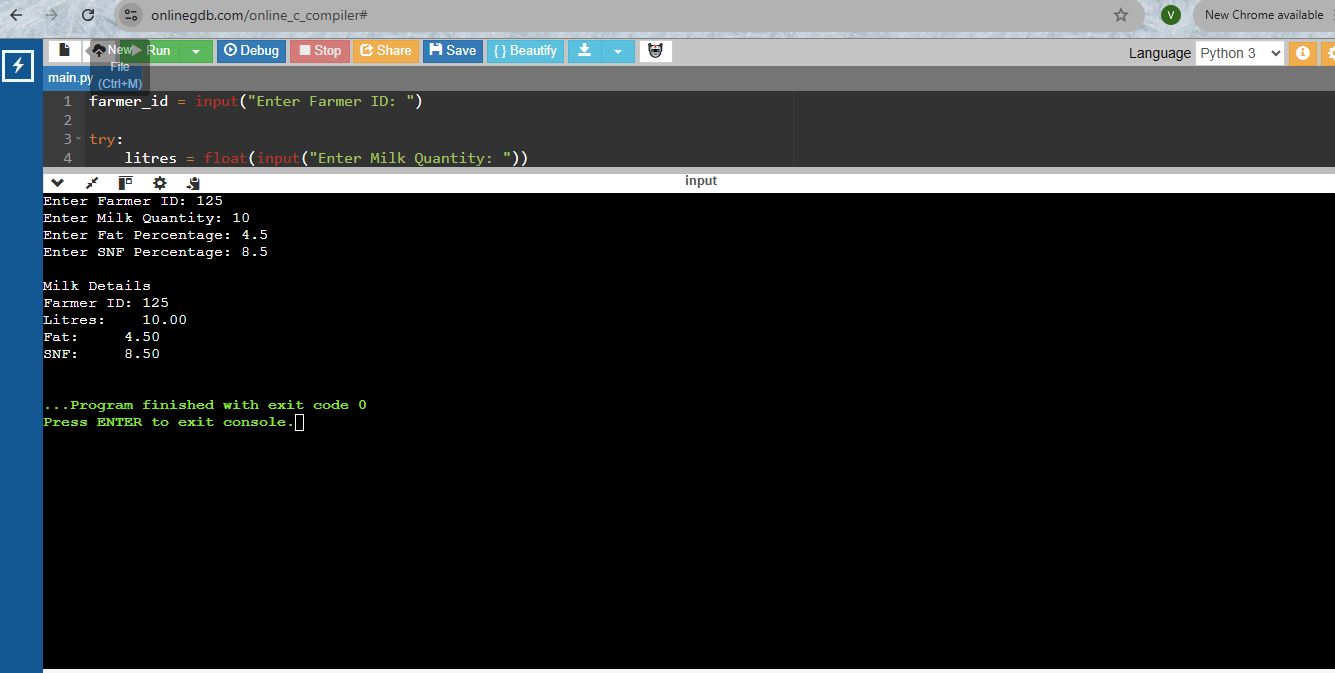 onlinegdb.com/online_c_compiler#
V
New Chrome available
New
File
(Ctrl+M)
Run
Debug
Stop
Share
Save
{ } Beautify
Language Python 3
main.py
1 farmer_id = input("Enter Farmer ID: ")
2
3 try:
4     litres = float(input("Enter Milk Quantity: "))
input
Enter Farmer ID: 125
Enter Milk Quantity: 10
Enter Fat Percentage: 4.5
Enter SNF Percentage: 8.5
Milk Details
Farmer ID: 125
Litres:    10.00
Fat:     4.50
SNF:     8.50
...Program finished with exit code 0
Press ENTER to exit console.